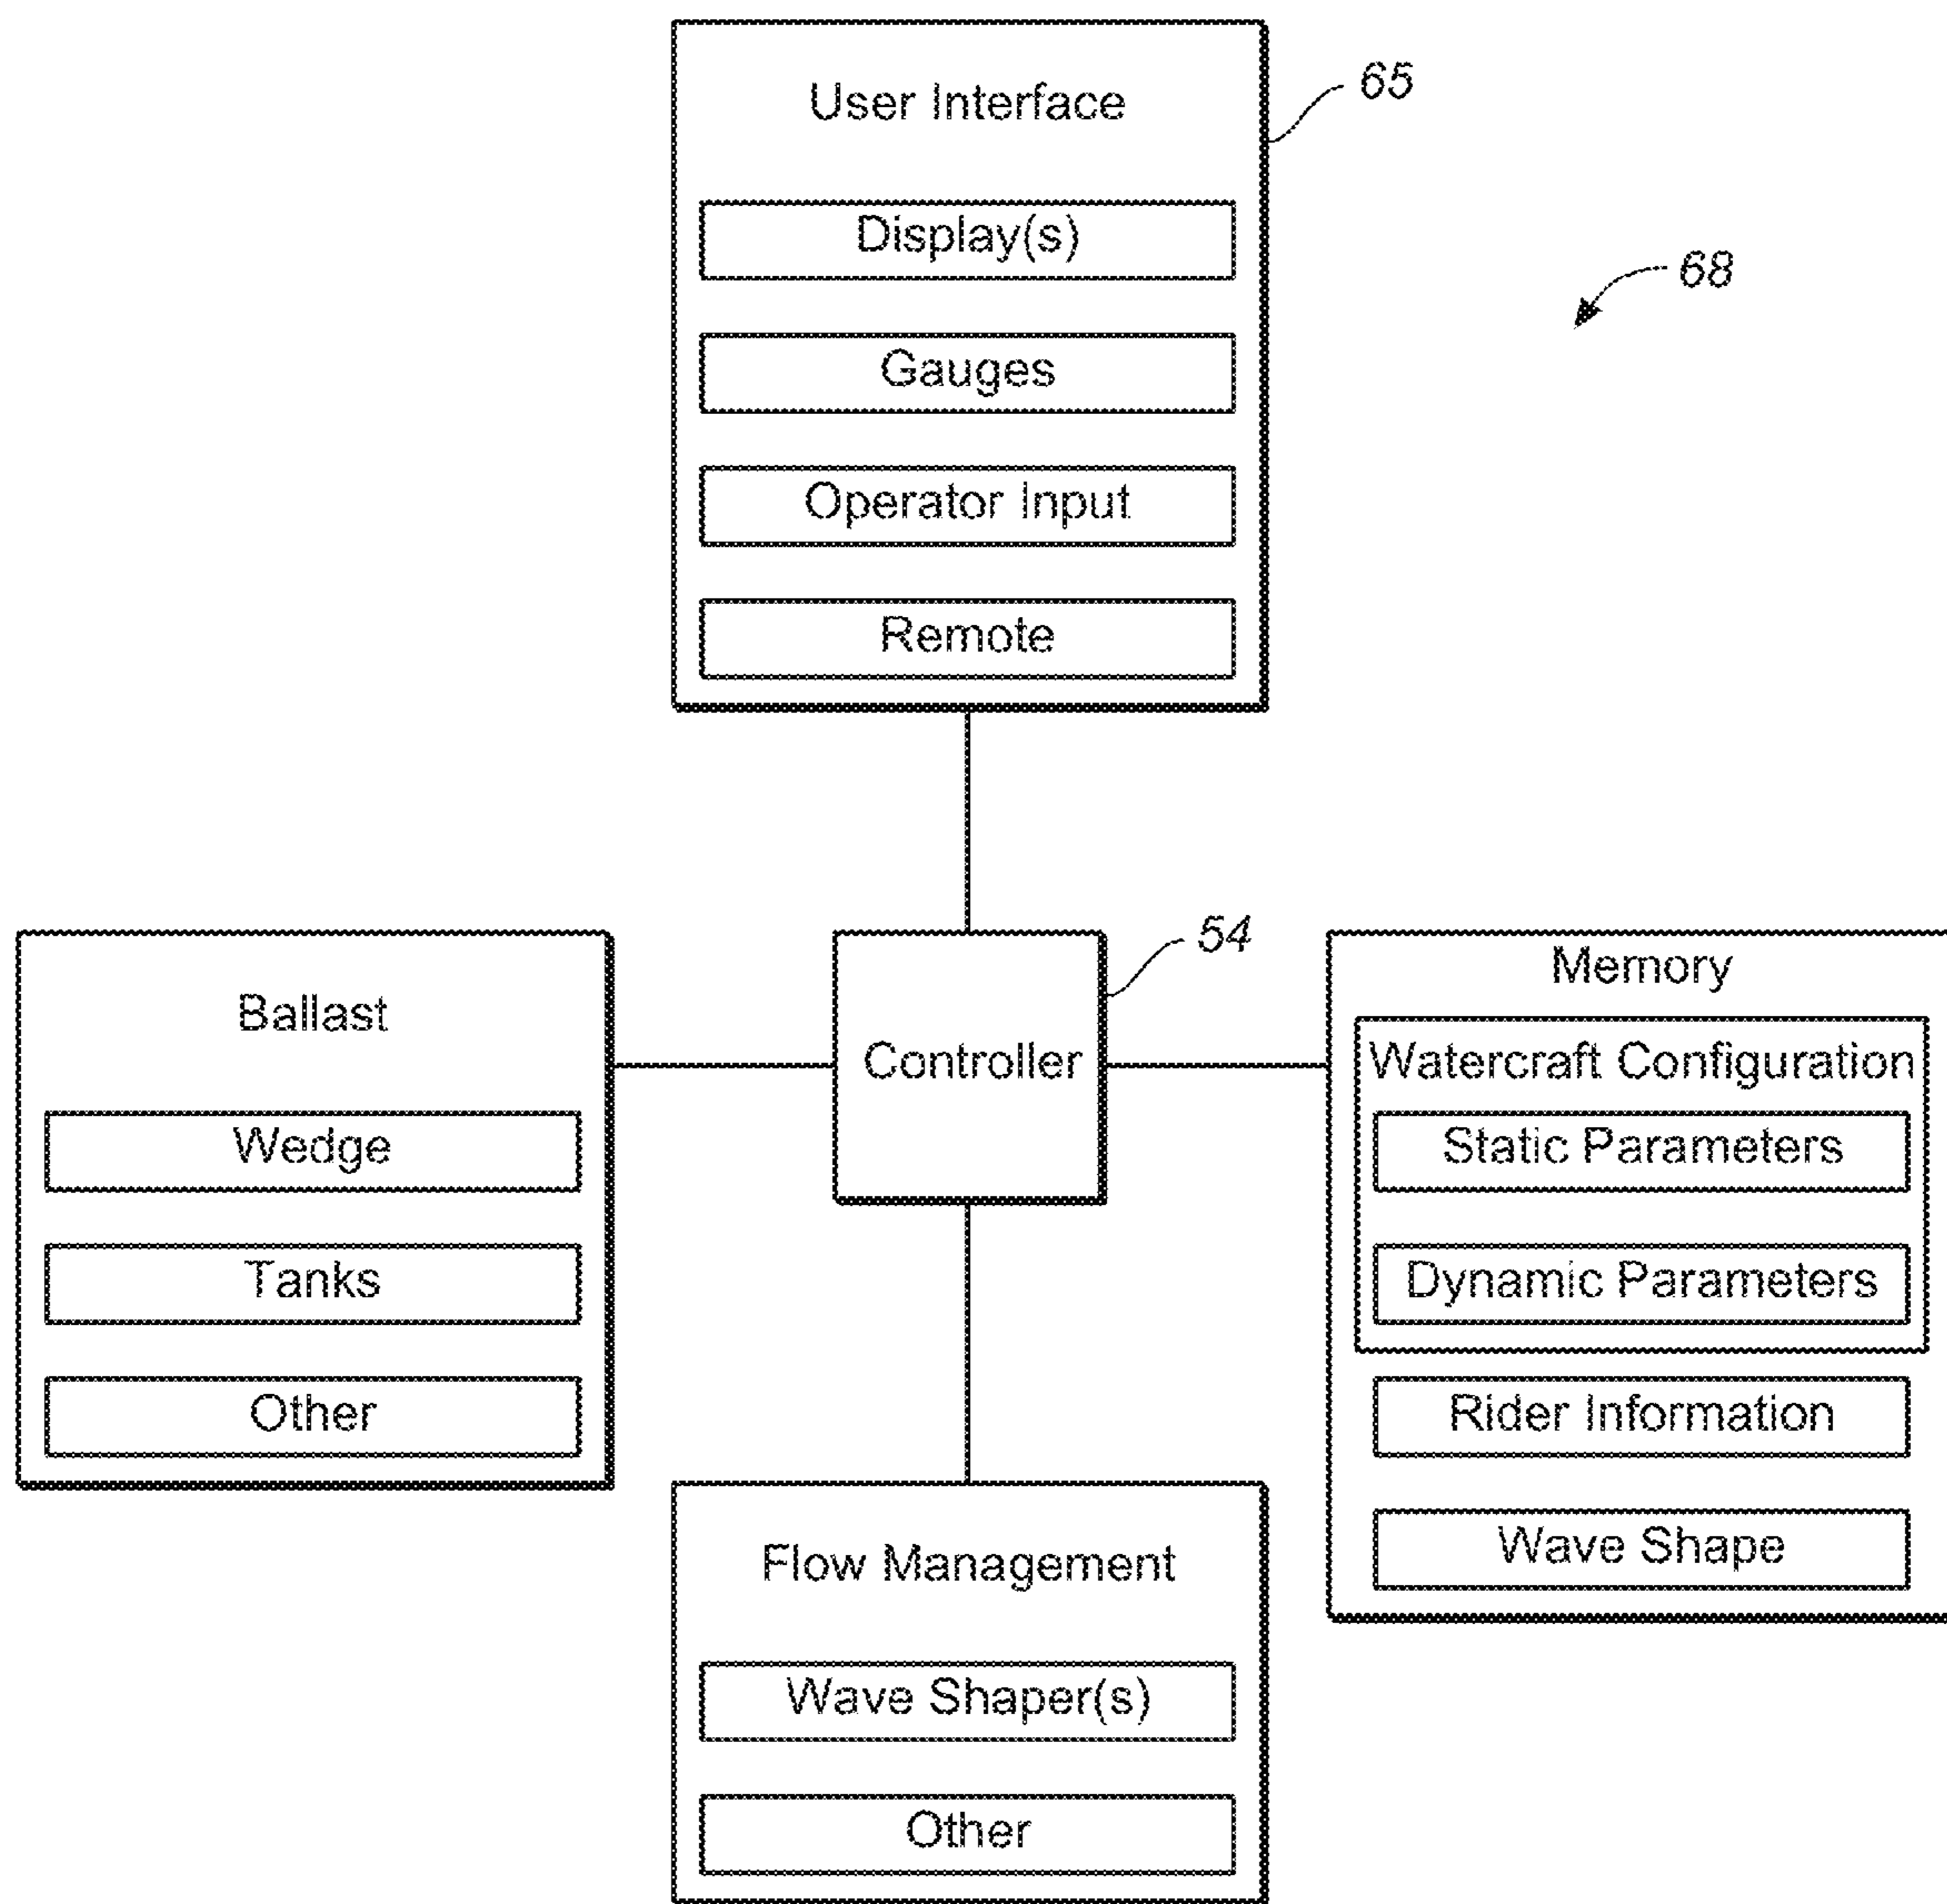 User Interface
65
Display(s)
68
Gauges
Operator Input
Remote
54
Ballast
Wedge
Tanks
Other
Controller
Memory
Watercraft Configuration
Static Parameters
Dynamic Parameters
Rider Information
Wave Shape
Flow Management
Wave Shaper(s)
Other